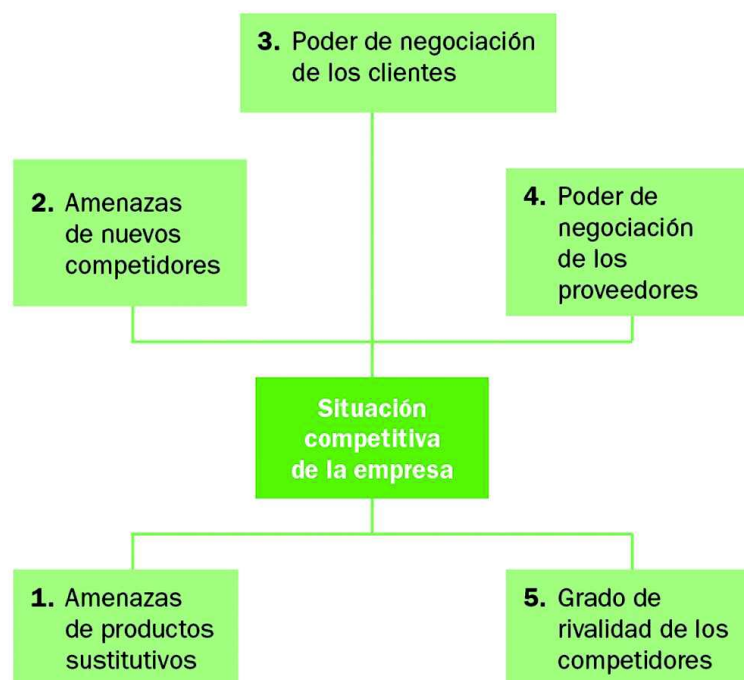 3. Poder de negociación
de los clientes
2. Amenazas
de nuevos
competidores
4. Poder de
negociación
de los
proveedores
Situación
competitiva
de la empresa
1. Amenazas
de productos
sustitutivos
5. Grado de
rivalidad de los
competidores